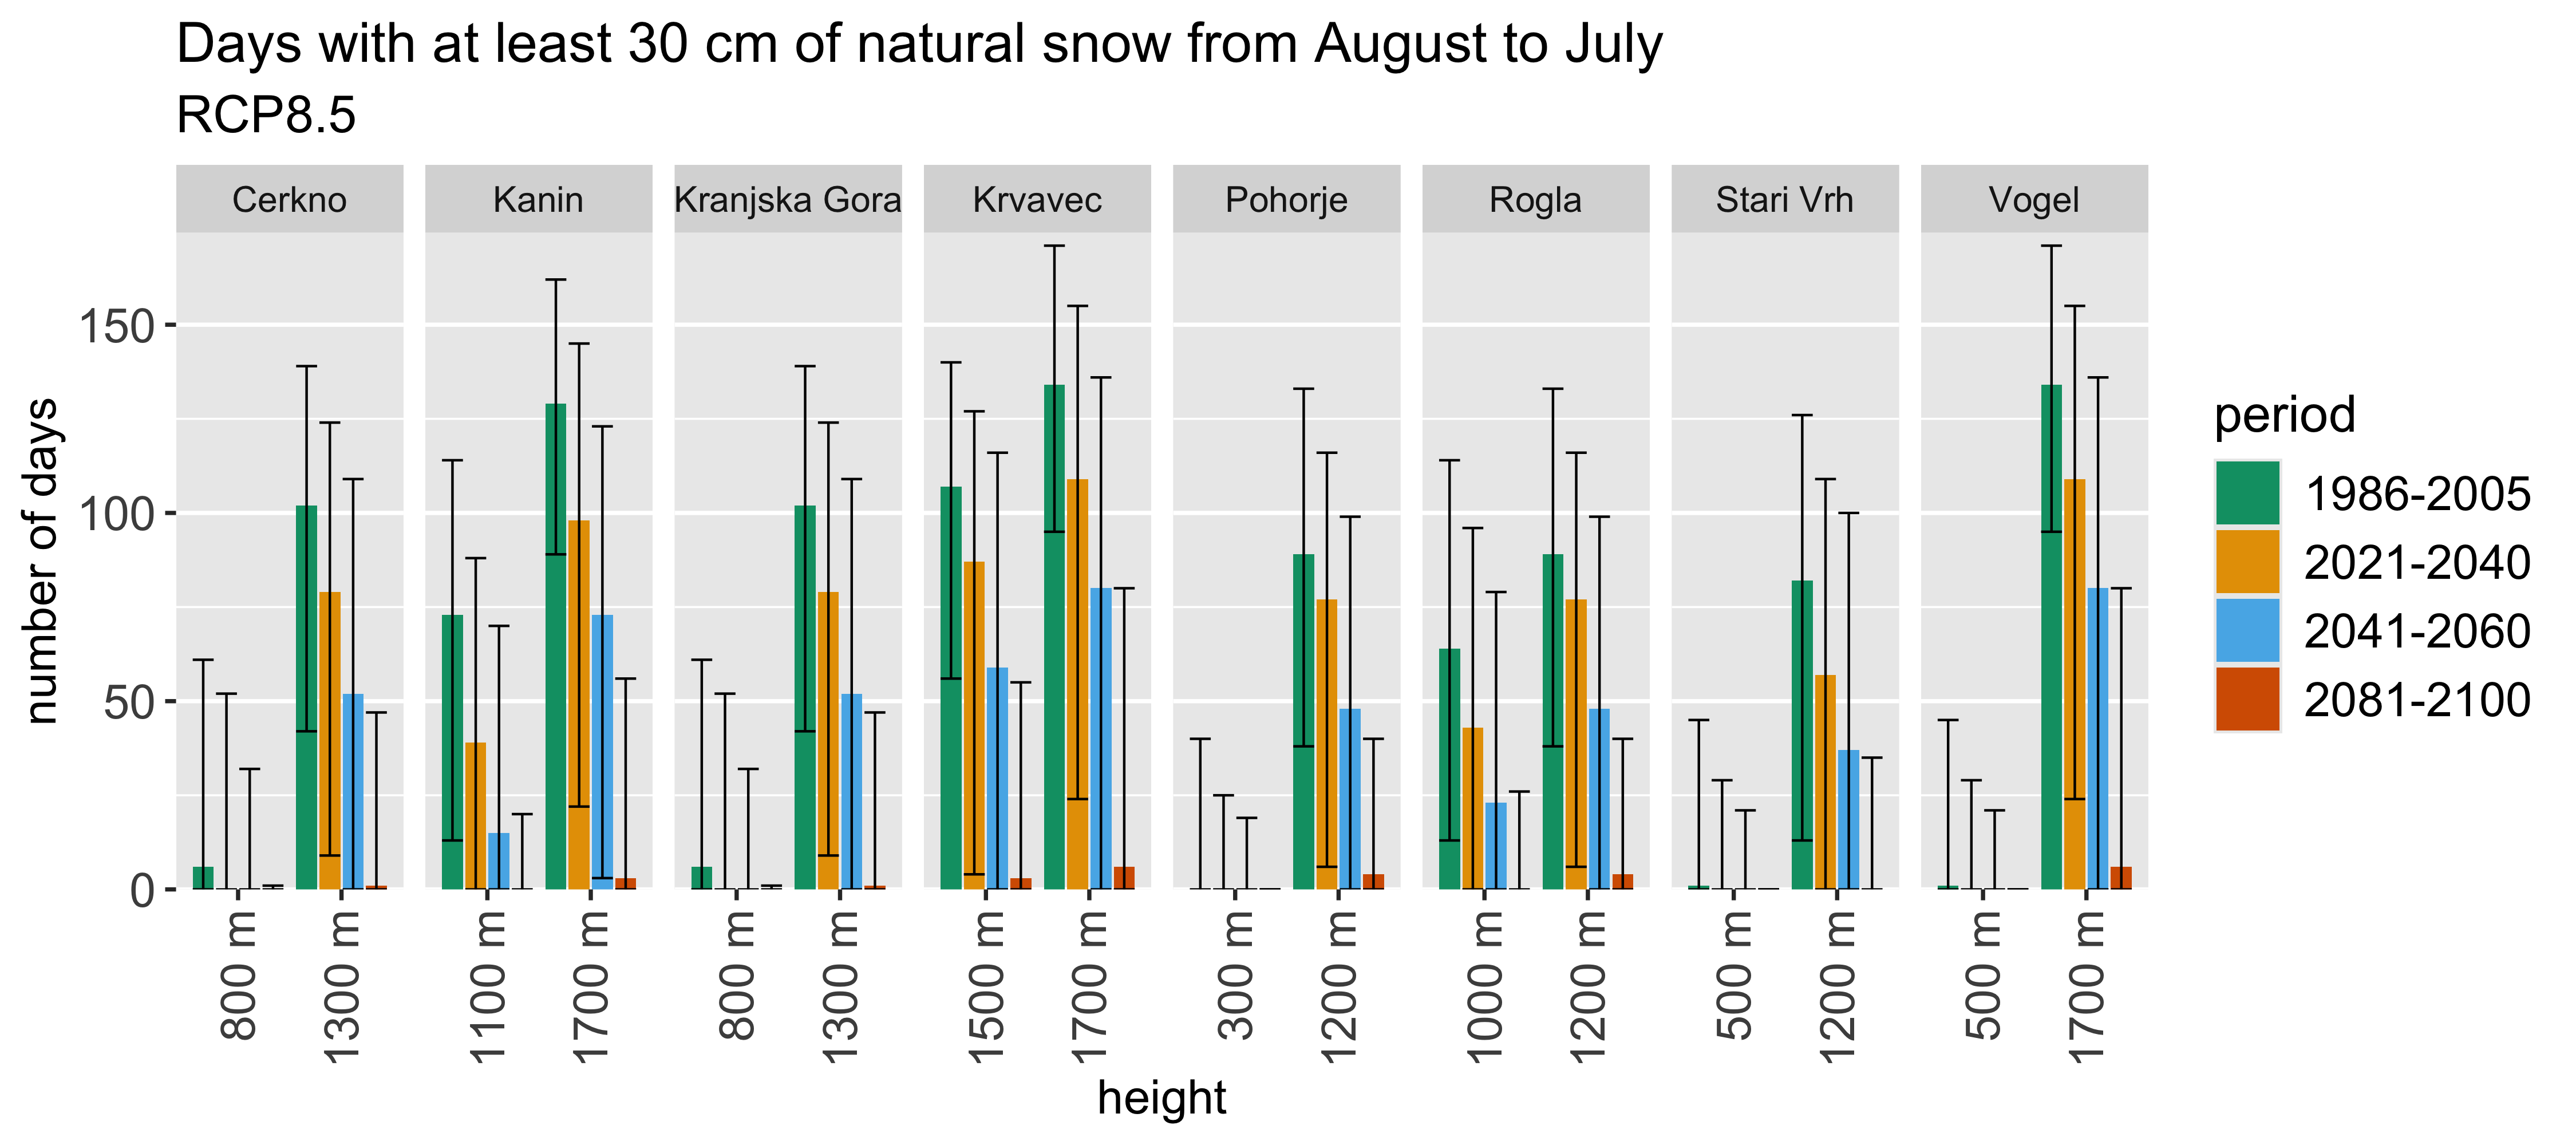 Days with at least 30 cm of natural snow from August to July
RCP8.5
Cerkno Kanin Kranjska Gora Krvavec Pohorje Rogla Stari Vrh Vogel
number of days
150
100
50
0
800 m 1300 m 1100 m 1700 m 800 m 1300 m 1500 m 1700 m 300 m 1200 m 1000 m 1200 m 500 m 1200 m 500 m 1700 m
height
period
1986-2005
2021-2040
2041-2060
2081-2100